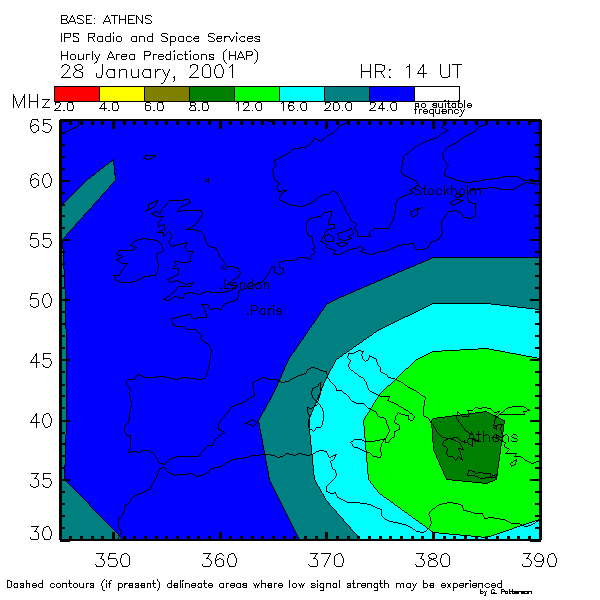 BASE: ATHENS
IPS Radio and Space Services
Hourly Area Predictions (HAP)
28 January, 2001 HR: 14 UT
MHz 2.0 4.0 6.0 8.0 12.0 16.0 20.0 24.0 no suitable frequency
65
60
Stockholm
55
London
50
Paris
45
40
Athens
35
30
350 360 370 380 390
Dashed contours (if present) delineate areas where low signal strength may be experienced
by G. Patterson